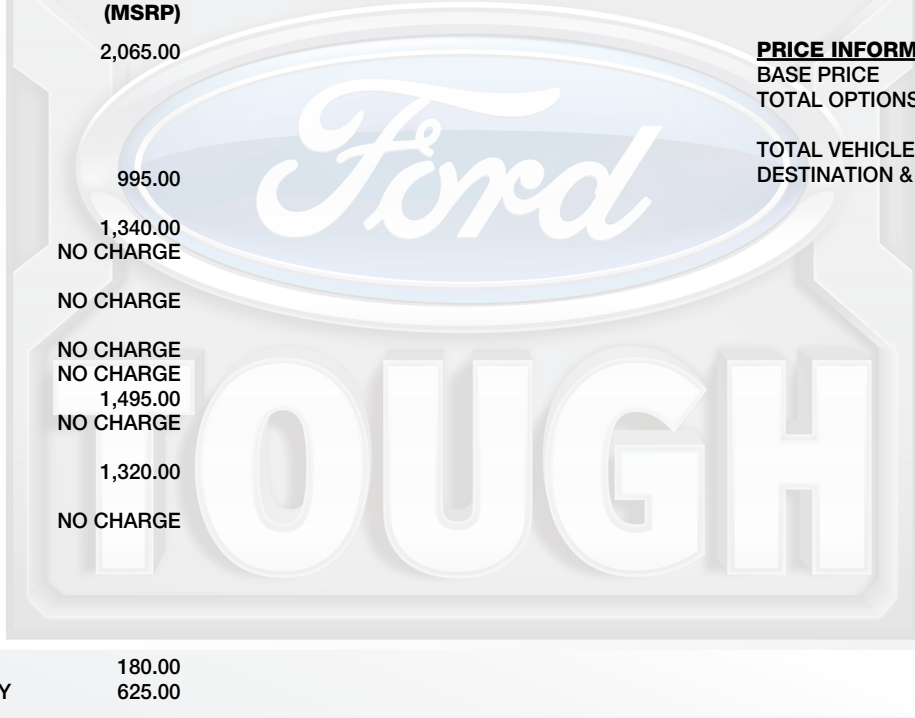 (MSRP)
2,065.00
995.00
1,340.00
NO CHARGE
NO CHARGE
NO CHARGE
NO CHARGE
1,495.00
NO CHARGE
1,320.00
NO CHARGE
180.00
Y 625.00
PRICE INFORM
BASE PRICE
TOTAL OPTIONS
TOTAL VEHICLE
DESTINATION &
Ford
TOUGH